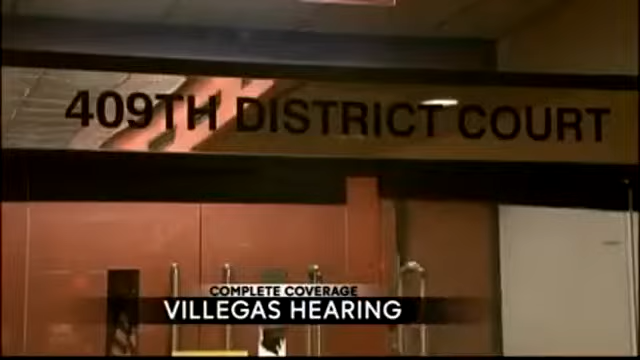 409TH DISTRICT COURT
COMPLETE COVERAGE
VILLEGAS HEARING